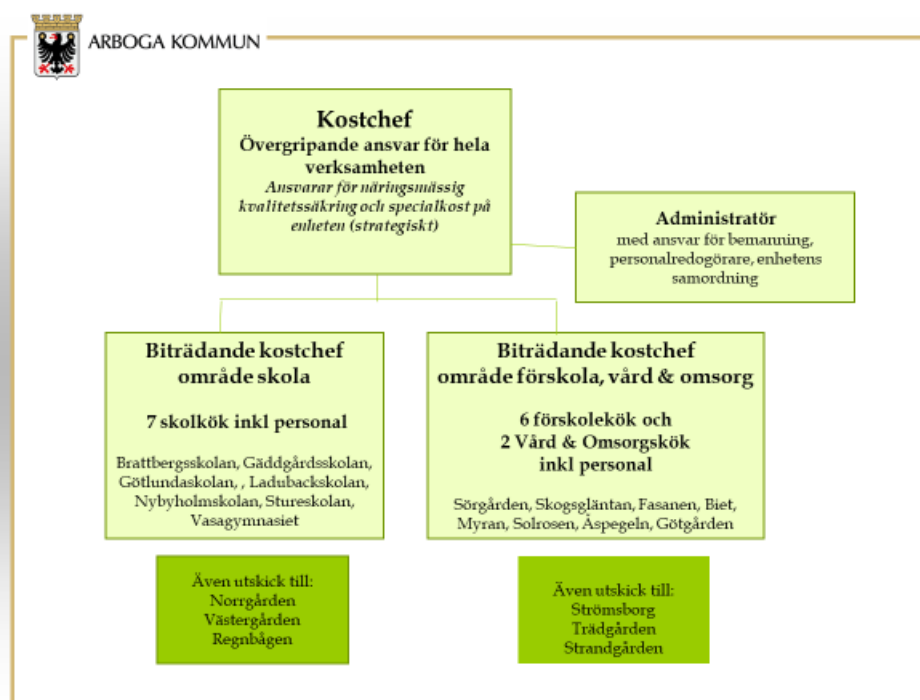 ARBOGA KOMMUN
Kostchef
Övergripande ansvar för hela
verksamheten
Ansvarar för näringsmässig
kvalitetssäkring och specialkost på
enheten (strategiskt)
Administratör
med ansvar för bemanning,
personalredogörare, enhetens
samordning
Biträdande kostchef
område skola
7 skolkök inkl personal
Brattbergsskolan, Gäddgårdsskolan,
Götlundaskolan, , Ladubackskolan,
Nybyholmskolan, Stureskolan,
Vasagymnasiet
Biträdande kostchef
område förskola, vård & omsorg
6 förskolekök och
2 Vård & Omsorgskök
inkl personal
Sörgården, Skogsgläntan, Fasanen, Biet,
Myran, Solrosen, Åspegeln, Götgården
Även utskick till:
Norrgården
Västergården
Regnbågen
Även utskick till:
Strömsborg
Trädgården
Strandgården